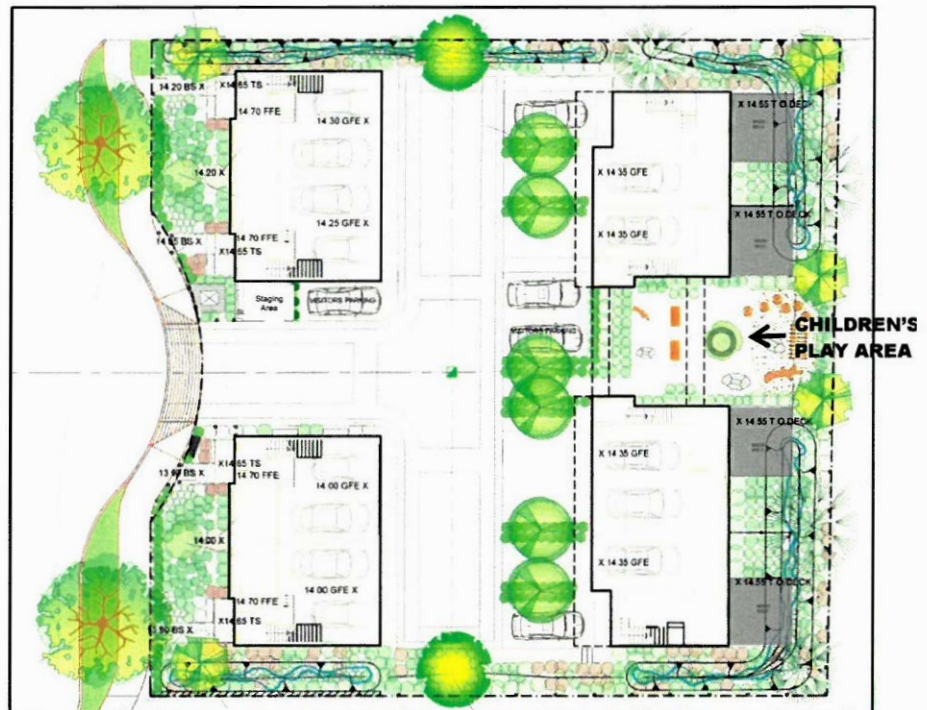 14.20 BS X
X14.65 TS
14.70 FFE
14.30 GFE X
14.20 X
14.25 GFE X
14.70 FFE
X14.65 TS
Staging
Area
VISITORS PARKING
X 14.55 T.O.DECK
X 14.35 GFE
X 14.35 GFE
X 14.55 T.O.DECK
VISITORS PARKING
CHILDREN'S
PLAY AREA
X14.65 TS
14.70 FFE
14.00 GFE X
14.00 X
14.00 GFE X
14.70 FFE
X14.65 TS
X 14.55 T.O.DECK
X 14.35 GFE
X 14.35 GFE
X 14.55 T.O.DECK